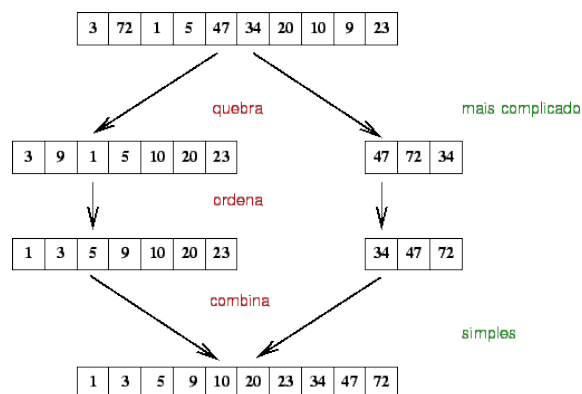 3 72 1 5 47 34 20 10 9 23
quebra
mais complicado
3 9 1 5 10 20 23
47 72 34
ordena
1 3 5 9 10 20 23
34 47 72
combina
simples
1 3 5 9 10 20 23 34 47 72